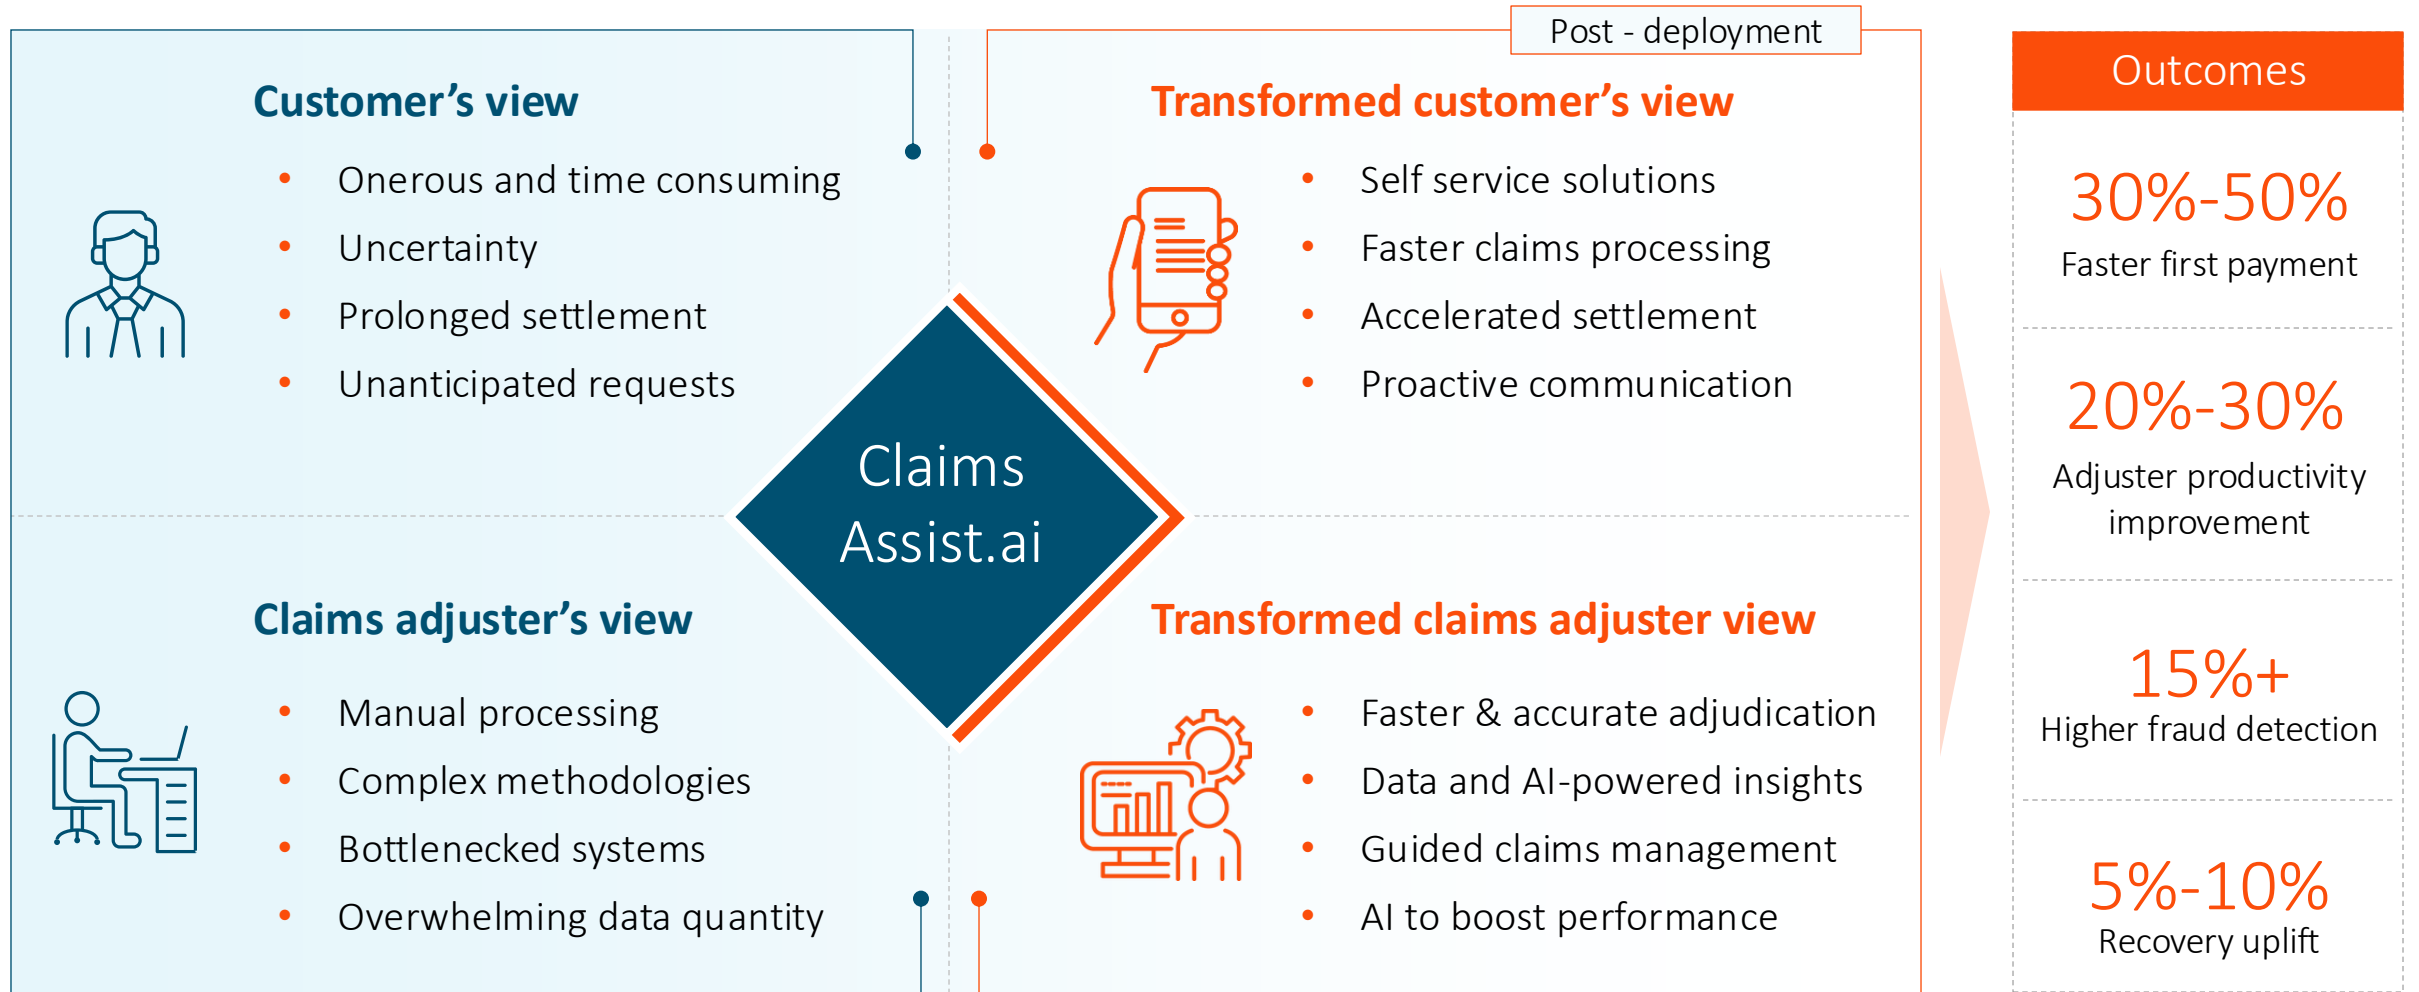 Post - deployment
Customer’s view
• Onerous and time consuming
• Uncertainty
• Prolonged settlement
• Unanticipated requests
Transformed customer’s view
• Self service solutions
• Faster claims processing
• Accelerated settlement
• Proactive communication
Claims
Assist.ai
Claims adjuster’s view
• Manual processing
• Complex methodologies
• Bottlenecked systems
• Overwhelming data quantity
Transformed claims adjuster view
• Faster & accurate adjudication
• Data and AI-powered insights
• Guided claims management
• AI to boost performance
Outcomes
30%-50%
Faster first payment
20%-30%
Adjuster productivity
improvement
15%+
Higher fraud detection
5%-10%
Recovery uplift